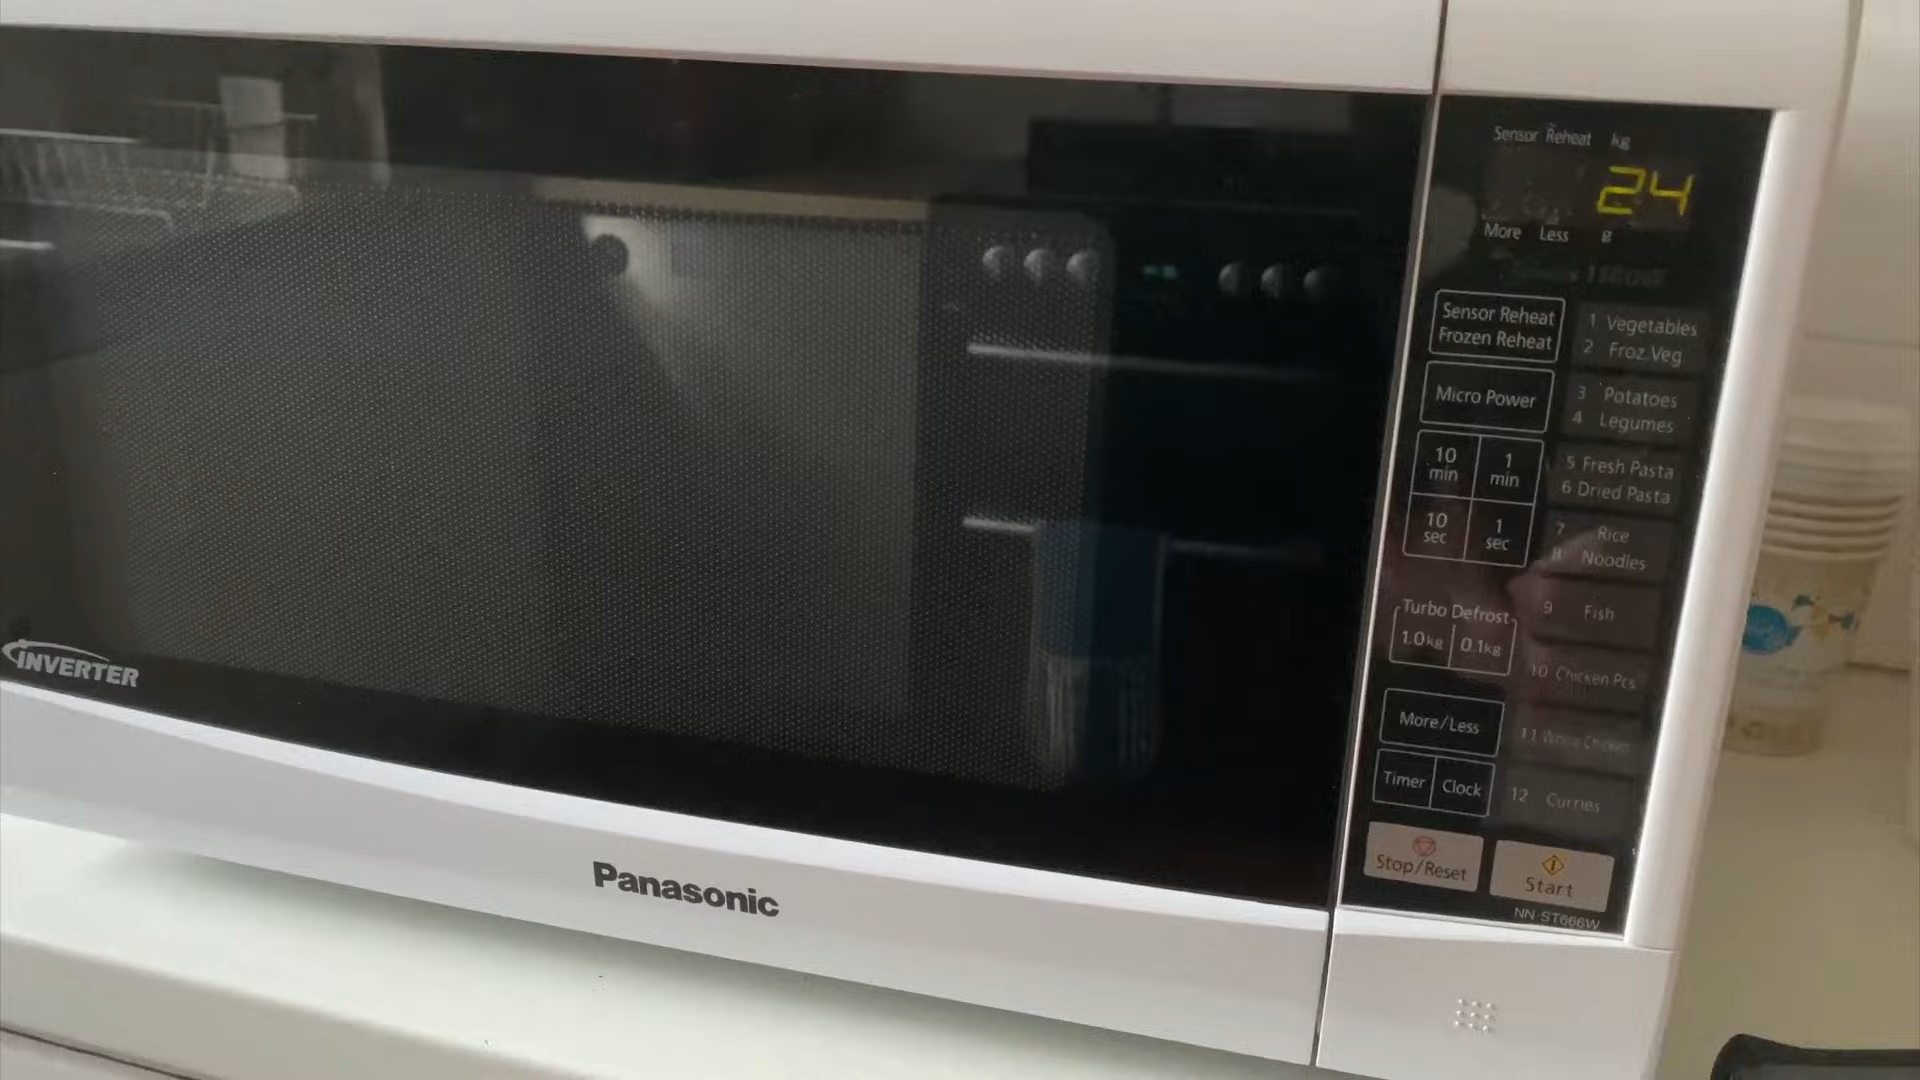 Sensor Reheat kg
24
More Less g
Sensor Reheat
Frozen Reheat
1 Vegetables
2 Froz.Veg
Micro Power
3 Potatoes
4 Legumes
10 min
1 min
5 Fresh Pasta
6 Dried Pasta
10 sec
1 sec
7 Rice
8 Noodles
Turbo Defrost
1.0kg 0.1kg
9 Fish
10 Chicken Pcs
More/Less
11 Whole Chicken
Timer Clock
12 Curries
Stop/Reset
Start
NN-ST666W
INVERTER
Panasonic